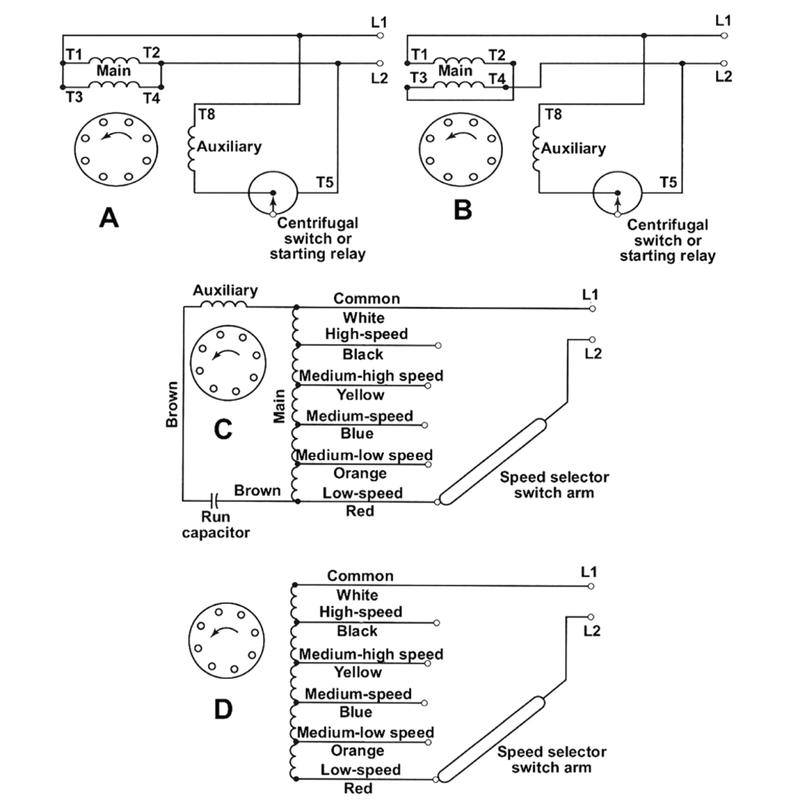 L1
T1 T2
Main
L2
T3 T4
T8
Auxiliary
T5
A
Centrifugal
switch or
starting relay
L1
T1 T2
Main
T3 T4
L2
T8
Auxiliary
T5
B
Centrifugal
switch or
starting relay
Auxiliary
Common
L1
White
High-speed
L2
Black
Medium-high speed
Yellow
Brown
Main
Medium-speed
C
Blue
Medium-low speed
Orange
Speed selector
switch arm
Brown
Low-speed
Red
Run
capacitor
Common
L1
White
High-speed
L2
Black
Medium-high speed
Yellow
Medium-speed
D
Blue
Medium-low speed
Orange
Speed selector
switch arm
Low-speed
Red